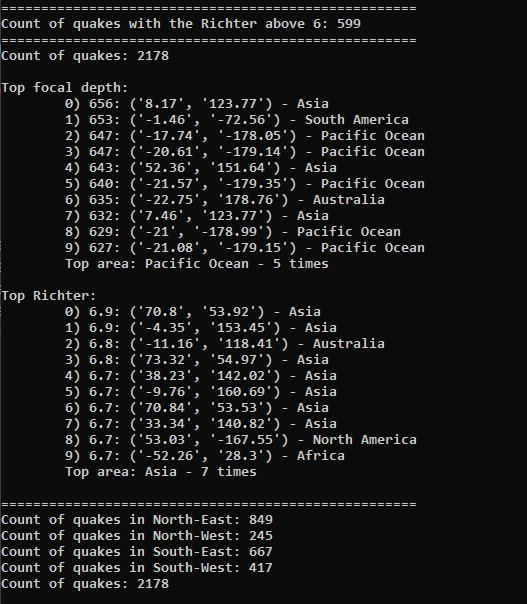 ====================================================
Count of quakes with the Richter above 6: 599
====================================================
Count of quakes: 2178
Top focal depth:
0) 656: ('8.17', '123.77') - Asia
1) 653: ('-1.46', '-72.56') - South America
2) 647: ('-17.74', '-178.05') - Pacific Ocean
3) 647: ('-20.61', '-179.14') - Pacific Ocean
4) 643: ('52.36', '151.64') - Asia
5) 640: ('-21.57', '-179.35') - Pacific Ocean
6) 635: ('-22.75', '178.76') - Australia
7) 632: ('7.46', '123.77') - Asia
8) 629: ('-21', '-178.99') - Pacific Ocean
9) 627: ('-21.08', '-179.15') - Pacific Ocean
Top area: Pacific Ocean - 5 times
Top Richter:
0) 6.9: ('70.8', '53.92') - Asia
1) 6.9: ('-4.35', '153.45') - Asia
2) 6.8: ('-11.16', '118.41') - Australia
3) 6.8: ('73.32', '54.97') - Asia
4) 6.7: ('38.23', '142.02') - Asia
5) 6.7: ('-9.76', '160.69') - Asia
6) 6.7: ('70.84', '53.53') - Asia
7) 6.7: ('33.34', '140.82') - Asia
8) 6.7: ('53.03', '-167.55') - North America
9) 6.7: ('-52.26', '28.3') - Africa
Top area: Asia - 7 times
====================================================
Count of quakes in North-East: 849
Count of quakes in North-West: 245
Count of quakes in South-East: 667
Count of quakes in South-West: 417
Count of quakes: 2178